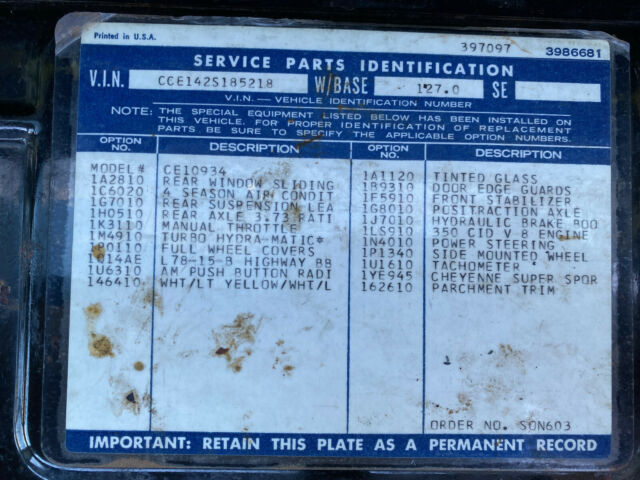 Printed in U.S.A.
397097 3986681
SERVICE PARTS IDENTIFICATION
V.I.N. CCE142S185218 W/BASE 127.0 SE
V.I.N. — VEHICLE IDENTIFICATION NUMBER
NOTE: THE SPECIAL EQUIPMENT LISTED BELOW HAS BEEN INSTALLED ON
THIS VEHICLE. FOR PROPER IDENTIFICATION OF REPLACEMENT
PARTS BE SURE TO SPECIFY THE APPLICABLE OPTION NUMBERS.
OPTION NO. DESCRIPTION OPTION NO. DESCRIPTION
MODEL# CE10934
1A2810 REAR WINDOW SLIDING
1C6020 4 SEASON AIR CONDIT
1G7010 REAR SUSPENSION LEA
1H0510 REAR AXLE 3.73 RATI
1K3110 MANUAL THROTTLE
1M4910 TURBO HYDRA-MATIC*
1P0110 FULL WHEEL COVERS
1Q14AE L78-15-B HIGHWAY BB
1U6310 AM PUSH BUTTON RADI
146410 WHT/LT YELLOW/WHT/L
1A1120 TINTED GLASS
1B9310 DOOR EDGE GUARDS
1F5910 FRONT STABILIZER
1G8010 POSITRACTION AXLE
1J7010 HYDRAULIC BRAKE BOO
1LS910 350 CID V 8 ENGINE
1N4010 POWER STEERING
1P1340 SIDE MOUNTED WHEEL
1U1610 TACHOMETER
1YE945 CHEYENNE SUPER SPOR
162610 PARCHMENT TRIM
ORDER NO. SQN603
IMPORTANT: RETAIN THIS PLATE AS A PERMANENT RECORD